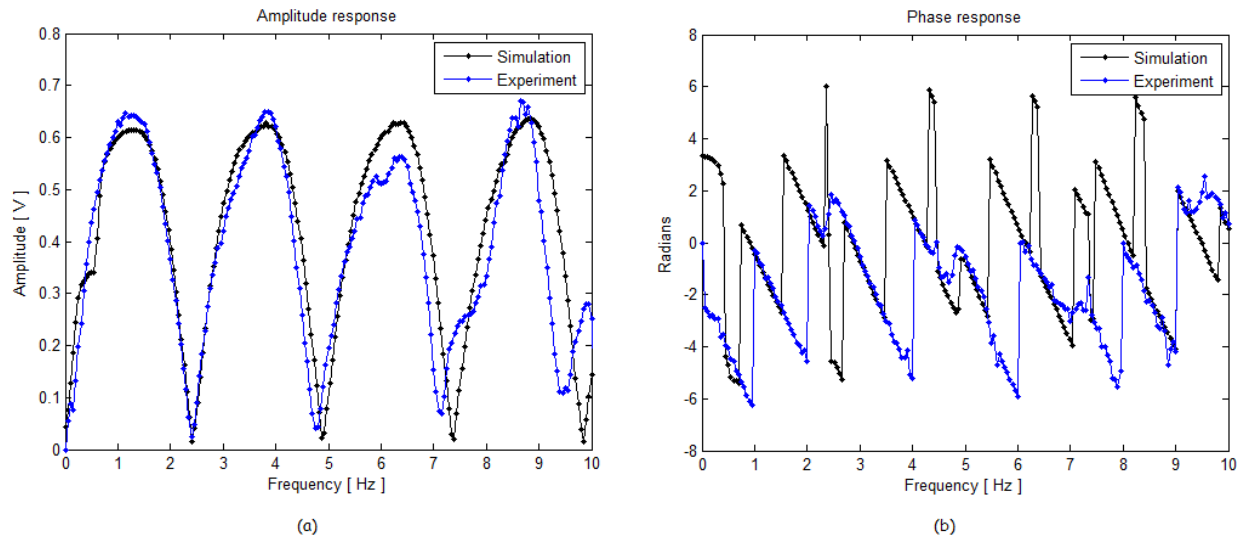 Amplitude response
0.8
0.7
0.6
0.5
0.4
0.3
0.2
0.1
0
Amplitude [ V ]
Simulation
Experiment
0 1 2 3 4 5 6 7 8 9 10
Frequency [ Hz ]
(a)
Phase response
8
6
4
2
0
-2
-4
-6
-8
Radians
Simulation
Experiment
0 1 2 3 4 5 6 7 8 9 10
Frequency [ Hz ]
(b)